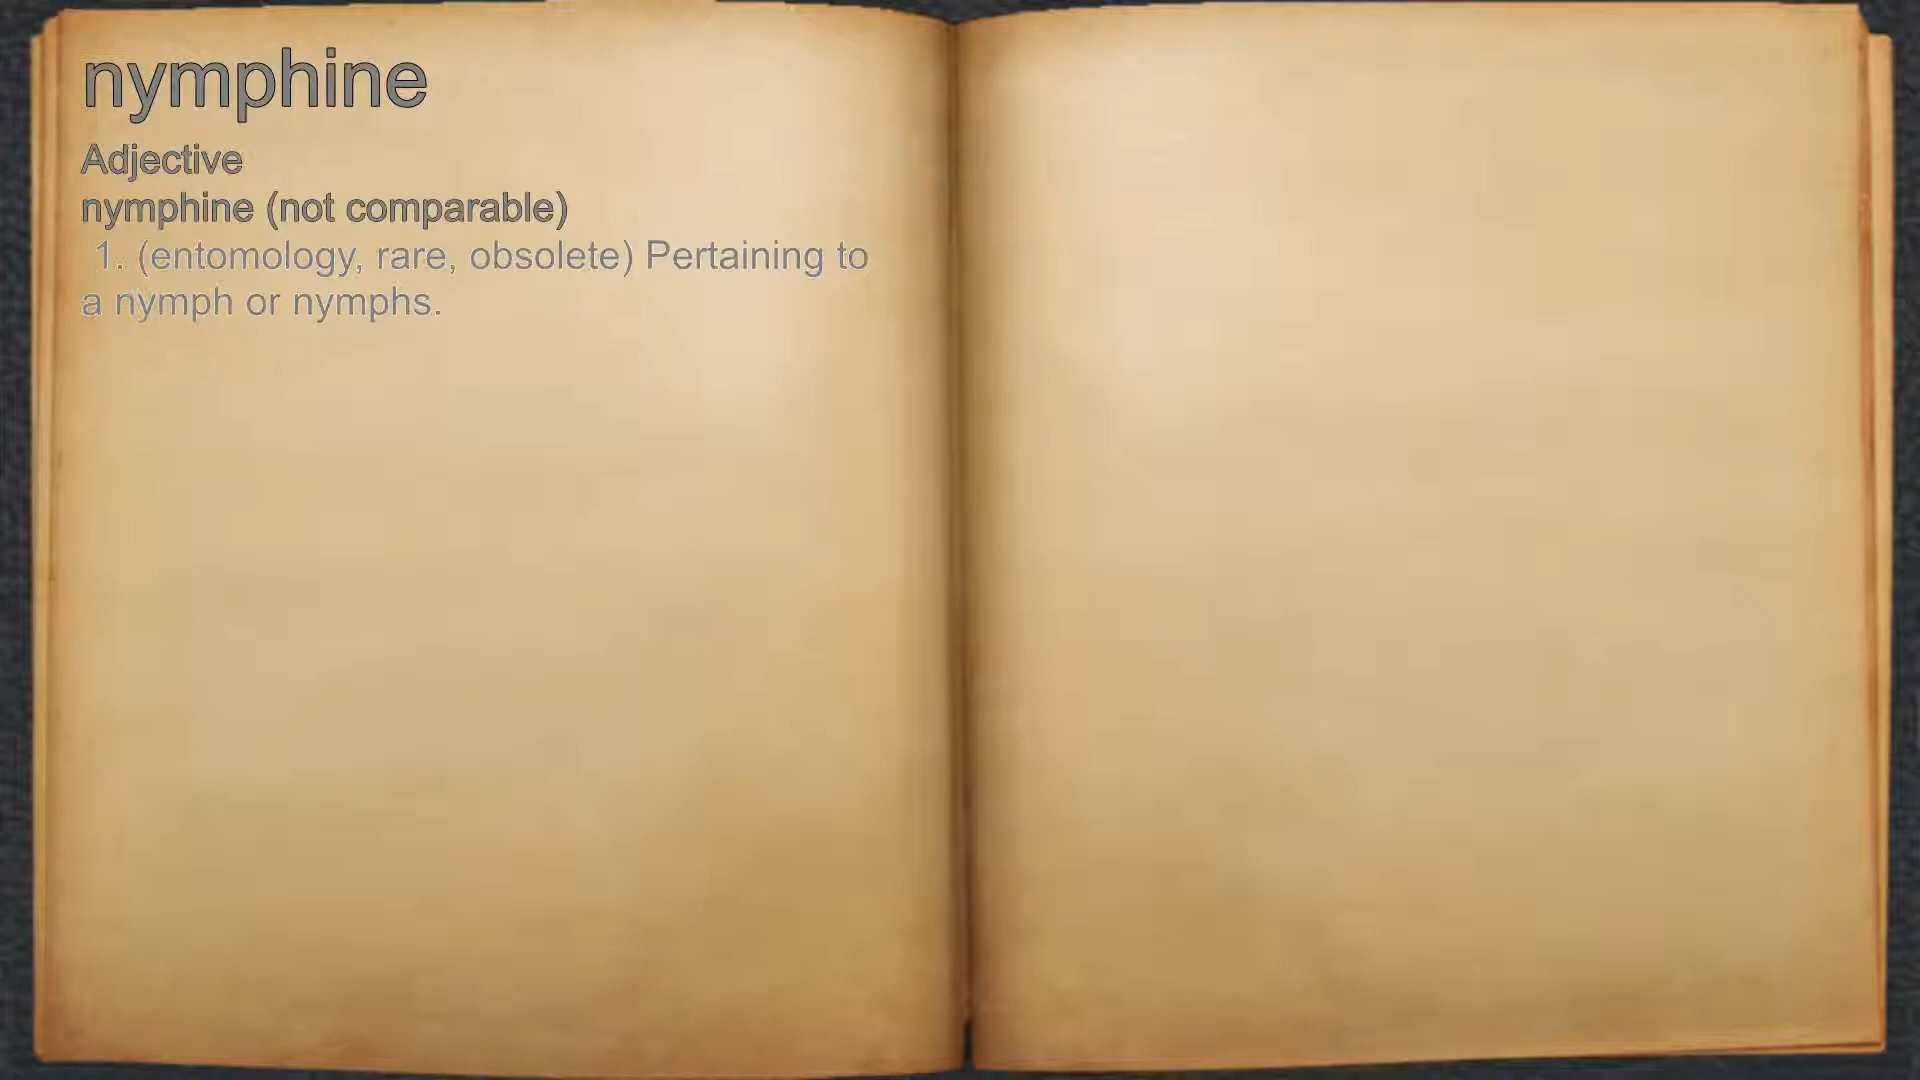 nymphine
Adjective
nymphine (not comparable)
1. (entomology, rare, obsolete) Pertaining to
a nymph or nymphs.